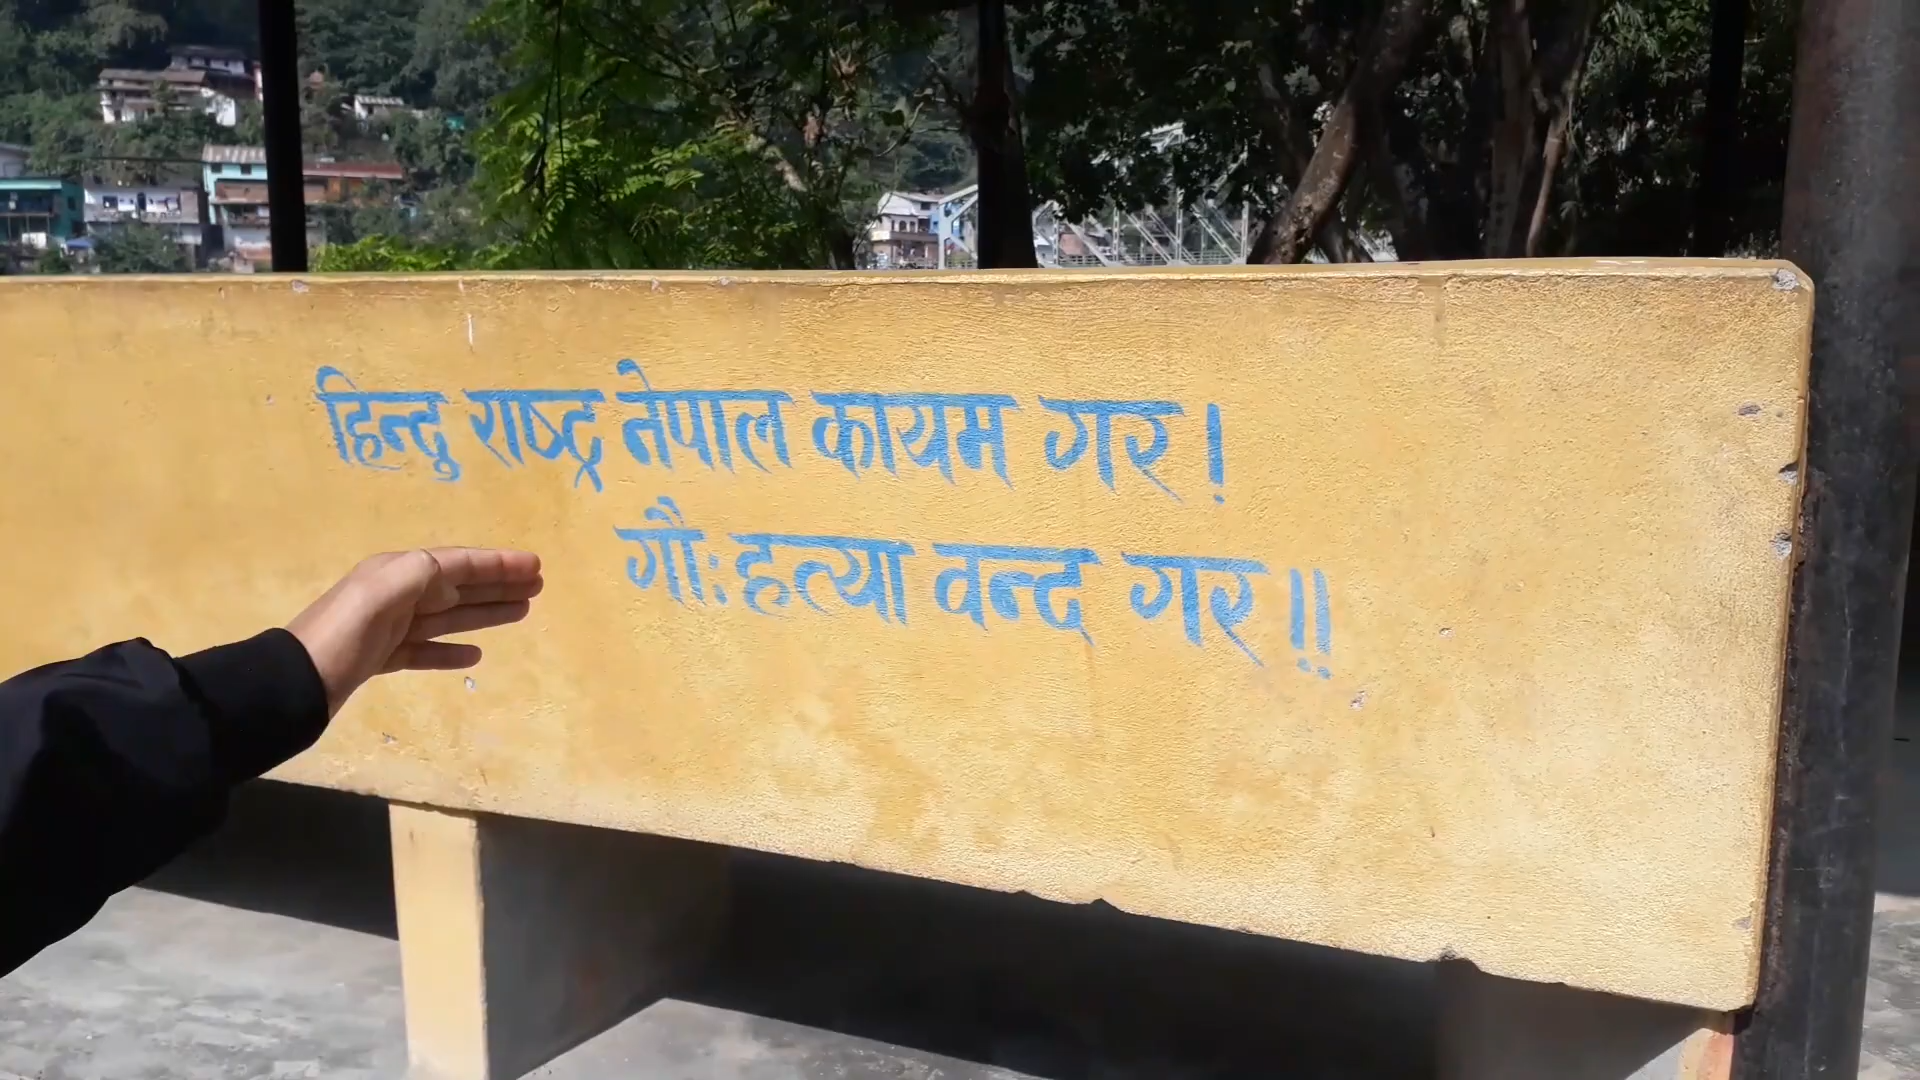 हिन्दु राष्ट्र नेपाल कायम गर !
गौ: हत्या वन्द गर !!